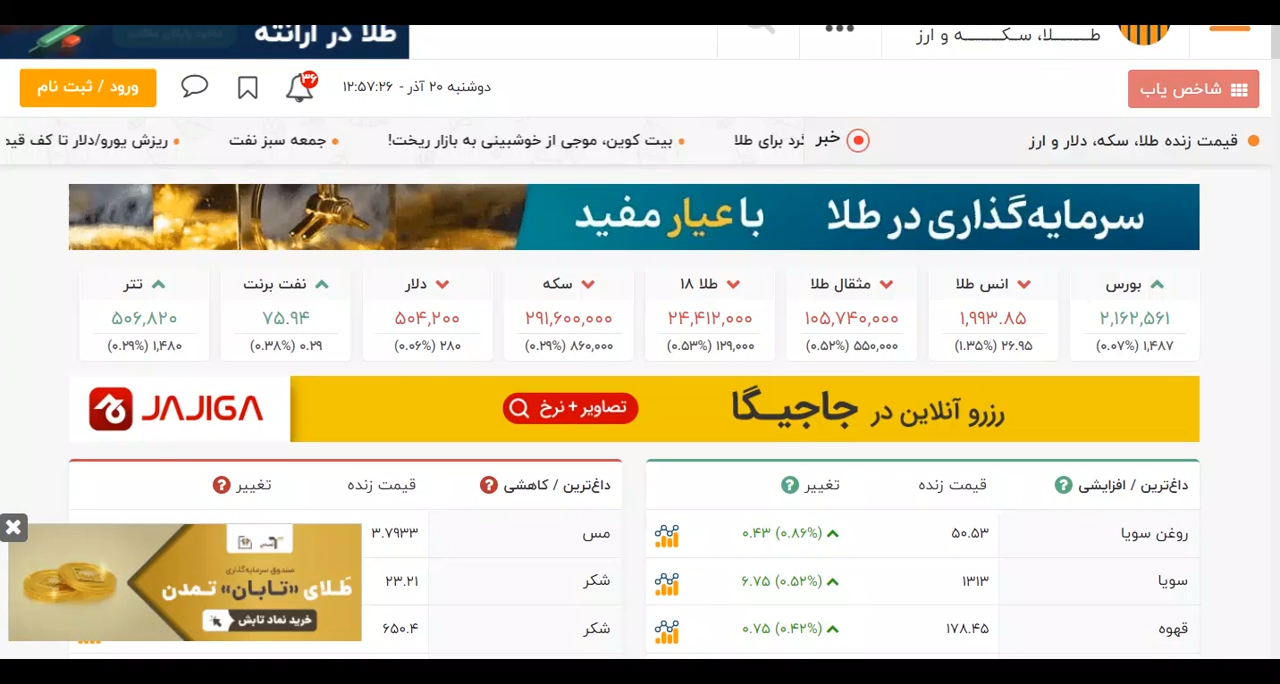 طـــلا، ســکـــه و ارز
طلا در ارانته
شاخص یاب
دوشنبه ۲۰ آذر - ۱۲:۵۷:۲۶
۳۶
ورود / ثبت نام
قیمت زنده طلا، سکه، دلار و ارز
خبر
گرد برای طلا
بیت کوین، موجی از خوشبینی به بازار ریخت!
جمعه سبز نفت
ریزش یورو/دلار تا کف قیم
سرمایه‌گذاری در طلا با عیار مفید
بورس
۲,۱۶۲,۵۶۱
(۰.۰۷%) ۱,۴۸۷
انس طلا
۱,۹۹۳.۸۵
(۱.۳۵%) ۲۶.۹۵
مثقال طلا
۱۰۵,۷۴۰,۰۰۰
(۰.۵۲%) ۵۵۰,۰۰۰
طلا ۱۸
۲۴,۴۱۲,۰۰۰
(۰.۵۳%) ۱۲۹,۰۰۰
سکه
۲۹۱,۶۰۰,۰۰۰
(۰.۲۹%) ۸۶۰,۰۰۰
دلار
۵۰۴,۲۰۰
(۰.۰۶%) ۲۸۰
نفت برنت
۷۵.۹۴
(۰.۳۸%) ۰.۲۹
تتر
۵۰۶,۸۲۰
(۰.۲۹%) ۱,۴۸۰
رزرو آنلاین در جاجیگا
تصاویر + نرخ
JAJIGA
داغ‌ترین / افزایشی ? قیمت زنده تغییر ?
روغن سویا ۵۰.۵۳ (۰.۸۶%) ۰.۴۳
سویا ۱۳۱۳ (۰.۵۲%) ۶.۷۵
قهوه ۱۷۸.۴۵ (۰.۴۲%) ۰.۷۵
داغ‌ترین / کاهشی ? قیمت زنده تغییر ?
مس ۳.۷۹۳۳
شکر ۲۳.۲۱
شکر ۶۵۰.۴
صندوق سرمایه‌گذاری
طلای «تابان» تمدن
خرید نماد تابش